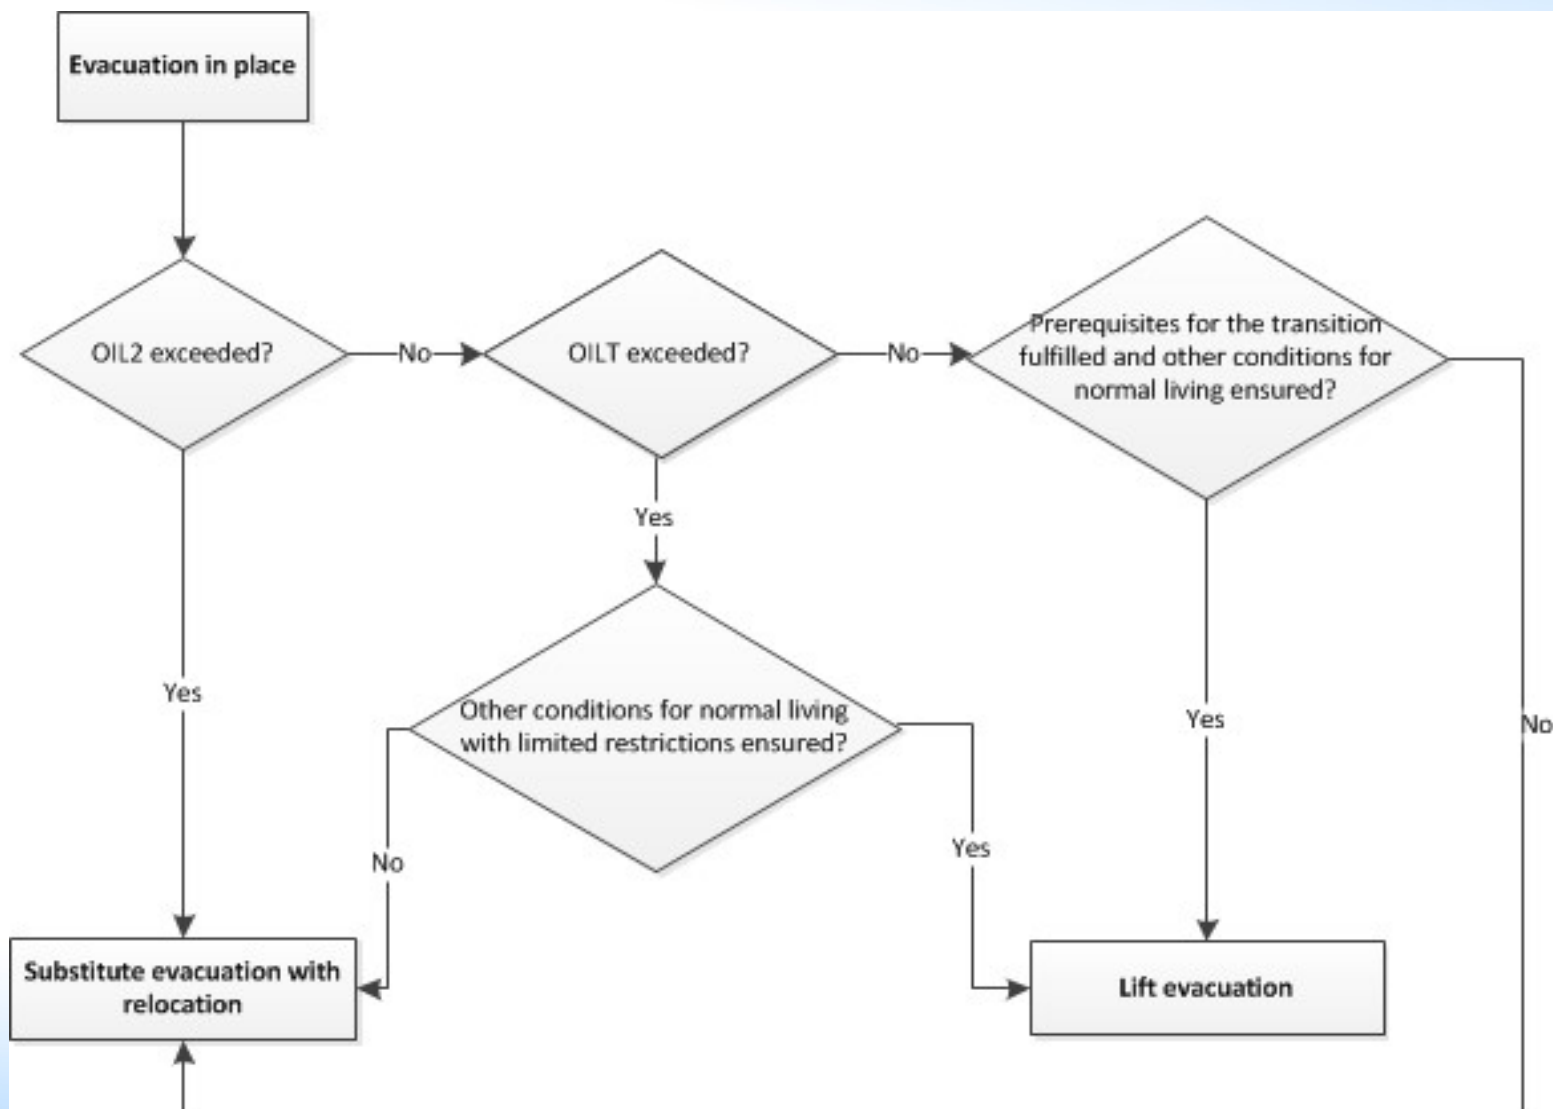 Evacuation in place
OIL2 exceeded?
No
OILT exceeded?
No
Prerequisites for the transition
fulfilled and other conditions for
normal living ensured?
Yes
Yes
Other conditions for normal living
with limited restrictions ensured?
Yes
No
No
Yes
Substitute evacuation with
relocation
Lift evacuation